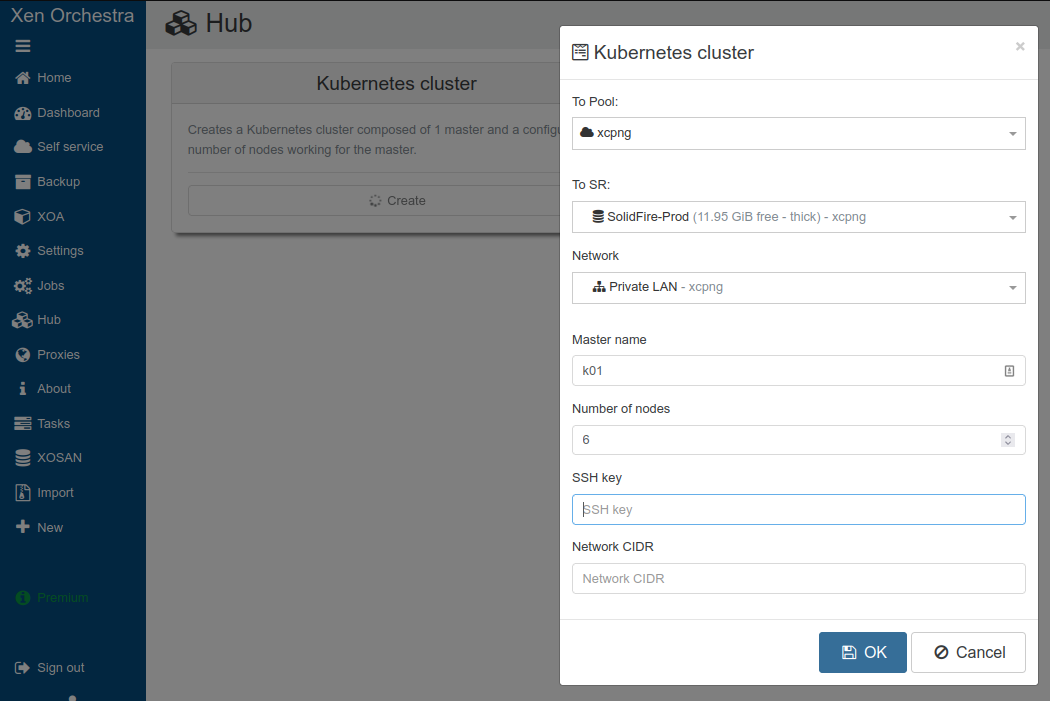 Xen Orchestra
Home
Dashboard
Self service
Backup
XOA
Settings
Jobs
Hub
Proxies
About
Tasks
XOSAN
Import
New
Premium
Sign out
Hub
Kubernetes cluster
Creates a Kubernetes cluster composed of 1 master and a configu
number of nodes working for the master.
Create
Kubernetes cluster
×
To Pool:
xcpng
To SR:
SolidFire-Prod (11.95 GiB free - thick) - xcpng
Network
Private LAN - xcpng
Master name
k01
Number of nodes
6
SSH key
SSH key
Network CIDR
Network CIDR
OK
Cancel